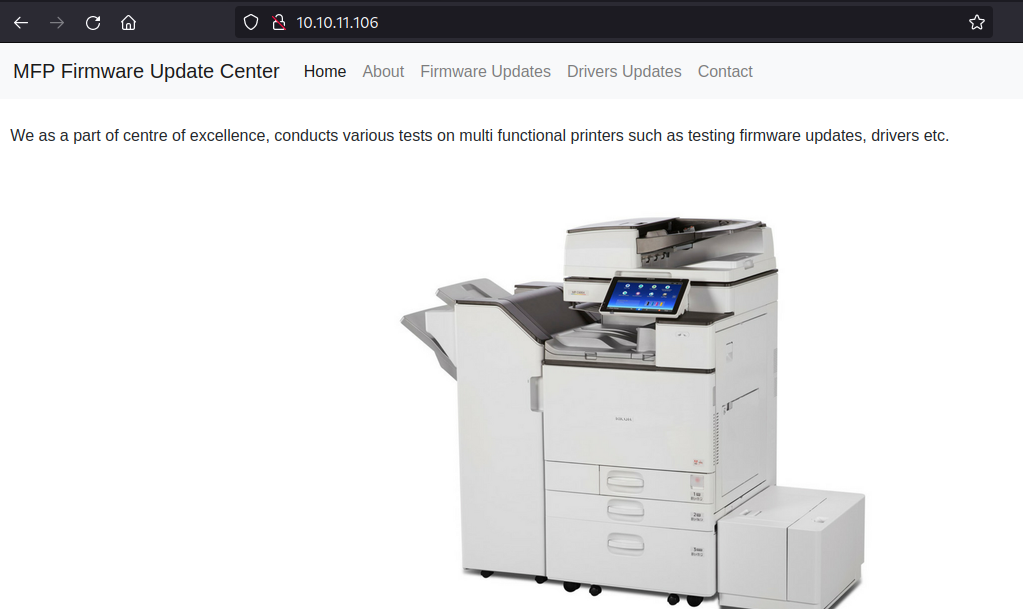 10.10.11.106
MFP Firmware Update Center Home About Firmware Updates Drivers Updates Contact
We as a part of centre of excellence, conducts various tests on multi functional printers such as testing firmware updates, drivers etc.